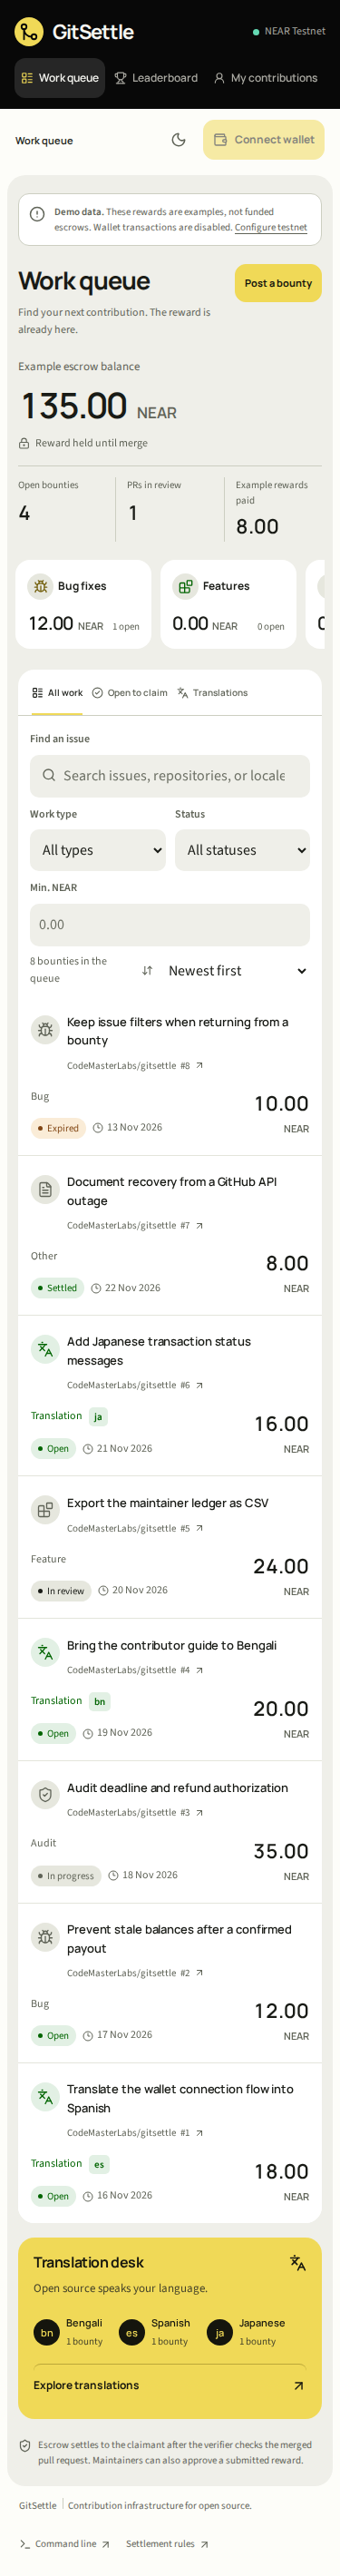 GitSettle
NEAR Testnet
Work queue
Leaderboard
My contributions
Work queue
Connect wallet
Demo data. These rewards are examples, not funded
escrows. Wallet transactions are disabled. Configure testnet
Work queue
Post a bounty
Find your next contribution. The reward is
already here.
Example escrow balance
135.00 NEAR
Reward held until merge
Open bounties
4
PRs in review
1
Example rewards
paid
8.00
Bug fixes
12.00 NEAR 1 open
Features
0.00 NEAR 0 open
All work
Open to claim
Translations
Find an issue
Search issues, repositories, or locale
Work type
All types
Status
All statuses
Min. NEAR
0.00
8 bounties in the
queue
Newest first
Keep issue filters when returning from a
bounty
CodeMasterLabs/gitsettle #8
Bug
Expired 13 Nov 2026
10.00
NEAR
Document recovery from a GitHub API
outage
CodeMasterLabs/gitsettle #7
Other
Settled 22 Nov 2026
8.00
NEAR
Add Japanese transaction status
messages
CodeMasterLabs/gitsettle #6
Translation ja
Open 21 Nov 2026
16.00
NEAR
Export the maintainer ledger as CSV
CodeMasterLabs/gitsettle #5
Feature
In review 20 Nov 2026
24.00
NEAR
Bring the contributor guide to Bengali
CodeMasterLabs/gitsettle #4
Translation bn
Open 19 Nov 2026
20.00
NEAR
Audit deadline and refund authorization
CodeMasterLabs/gitsettle #3
Audit
In progress 18 Nov 2026
35.00
NEAR
Prevent stale balances after a confirmed
payout
CodeMasterLabs/gitsettle #2
Bug
Open 17 Nov 2026
12.00
NEAR
Translate the wallet connection flow into
Spanish
CodeMasterLabs/gitsettle #1
Translation es
Open 16 Nov 2026
18.00
NEAR
Translation desk
Open source speaks your language.
bn Bengali
1 bounty
es Spanish
1 bounty
ja Japanese
1 bounty
Explore translations
Escrow settles to the claimant after the verifier checks the merged
pull request. Maintainers can also approve a submitted reward.
GitSettle
Contribution infrastructure for open source.
Command line
Settlement rules